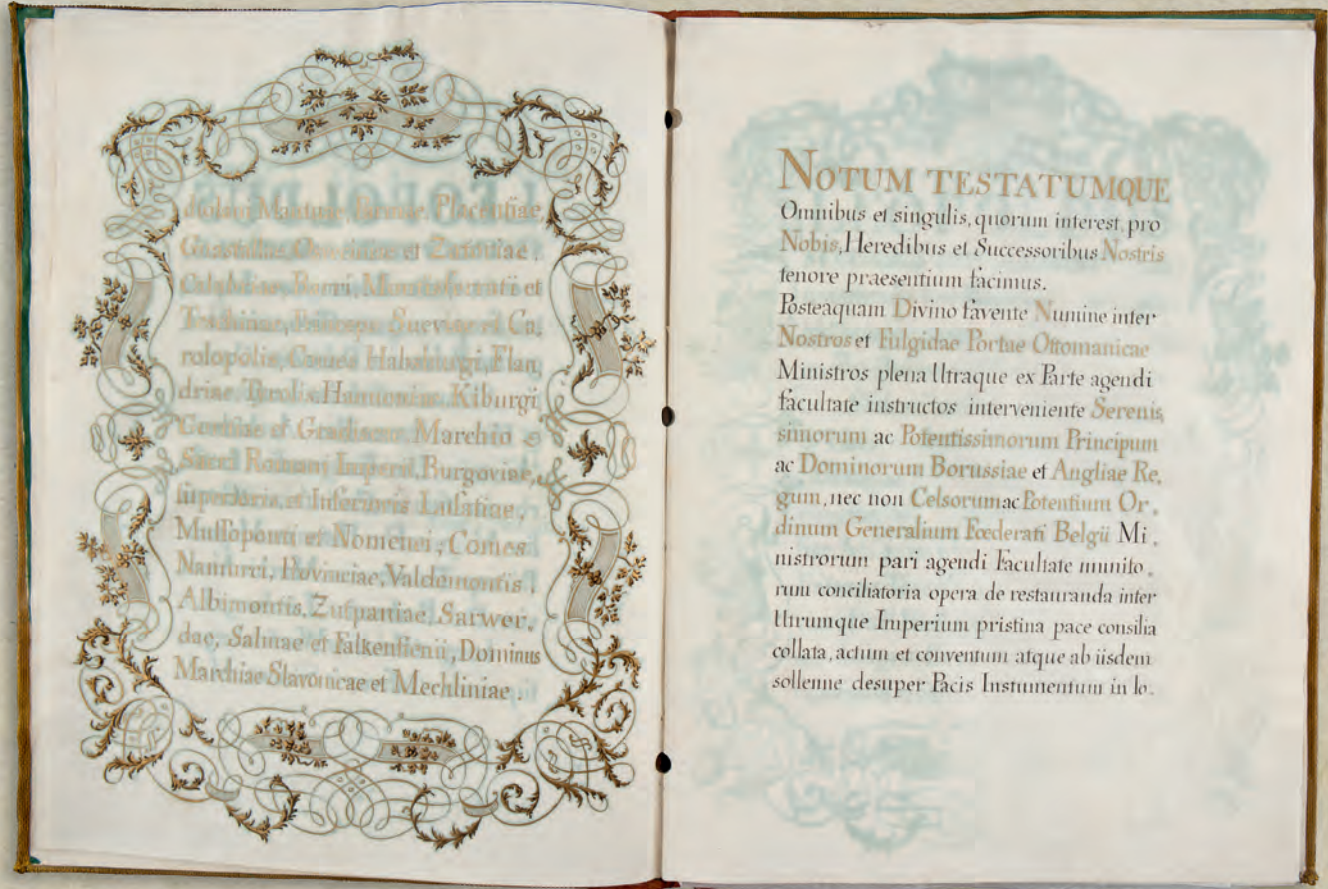 diolani, Mantuae, Parmae, Placentiae,
Guastallae, et Zatoriae,
Calabriae, Barri, Montisferrati et
Teschinae, Princeps Sueviae et Ca,
rolopolis, Comes Habsburgi, Flan,
driae, Tyrolis, Hannoniae, Kiburgi,
Goritiae et Gradiscae, Marchio
Sacri Romani Imperii, Burgoviae,
superioris, et Inferioris Lusatiae,
Mussoponti et Nomenei, Comes
Namurci, Provinciae, Valdemontis,
Albimontis, Zutpaniae, Sarwer,
dae, Salmae et Falkenstenii, Dominus
Marchiae Slavonicae et Mechliniae.
NOTUM TESTATUMQUE
Omnibus et singulis, quorum interest, pro
Nobis, Heredibus et Successoribus Nostris
tenore praesentium facimus.
Posteaquam Divino favente Numine inter
Nostros et Fulgidae Portae Ottomanicae
Ministros plena Utraque ex Parte agendi
facultate instructos interveniente Serenis,
simorum ac Potentissimorum Principum
ac Dominorum Borussiae et Angliae Re,
gum, nec non Celsorum ac Potentium Or,
dinum Generalium Fœderati Belgii Mi,
nistrorum pari agendi Facultate munito,
rum conciliatoria opera de restauranda inter
Utrumque Imperium pristina pace consilia
collata, actum et conventum atque ab iisdem
sollenne desuper Pacis Instumentum in lo,